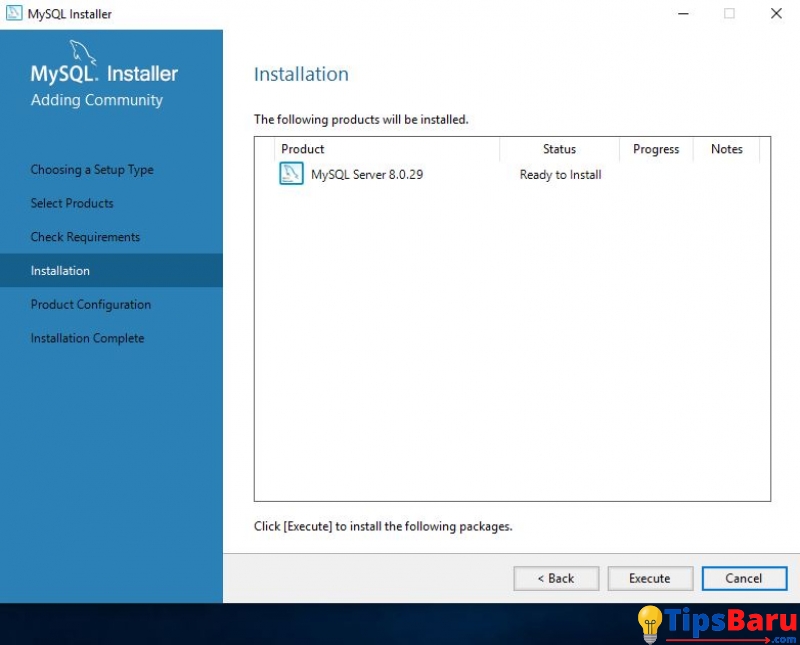 MySQL Installer
MySQL. Installer
Adding Community
Choosing a Setup Type
Select Products
Check Requirements
Installation
Product Configuration
Installation Complete
Installation
The following products will be installed.
Product Status Progress Notes
MySQL Server 8.0.29 Ready to Install
Click [Execute] to install the following packages.
< Back Execute Cancel
TipsBaru
.com